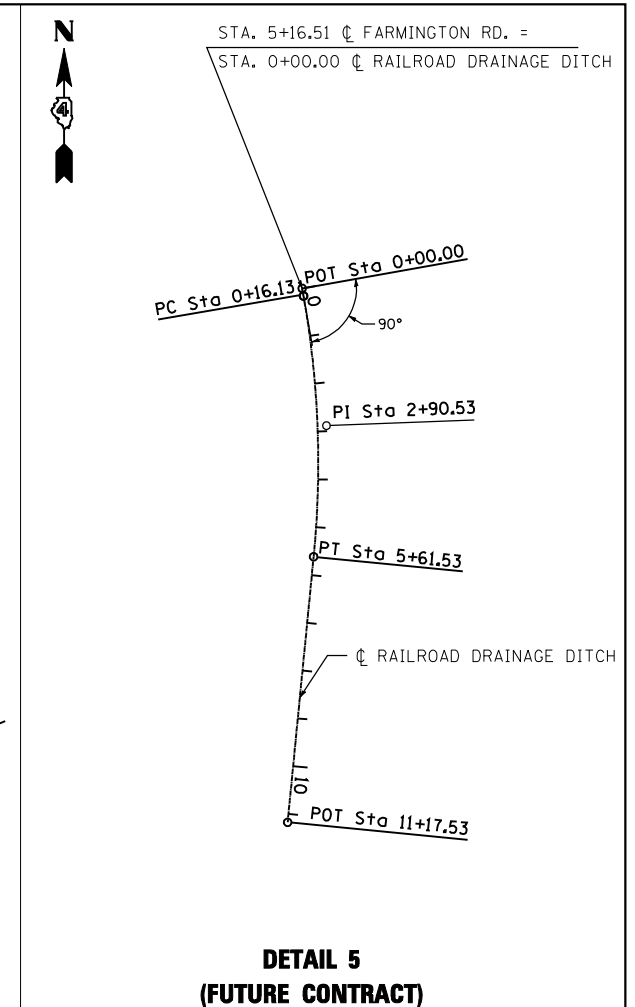 N
STA. 5+16.51 ℄ FARMINGTON RD. =
STA. 0+00.00 ℄ RAILROAD DRAINAGE DITCH
4
POT Sta 0+00.00
PC Sta 0+16.13
0
90°
PI Sta 2+90.53
PT Sta 5+61.53
℄ RAILROAD DRAINAGE DITCH
10
POT Sta 11+17.53
DETAIL 5
(FUTURE CONTRACT)